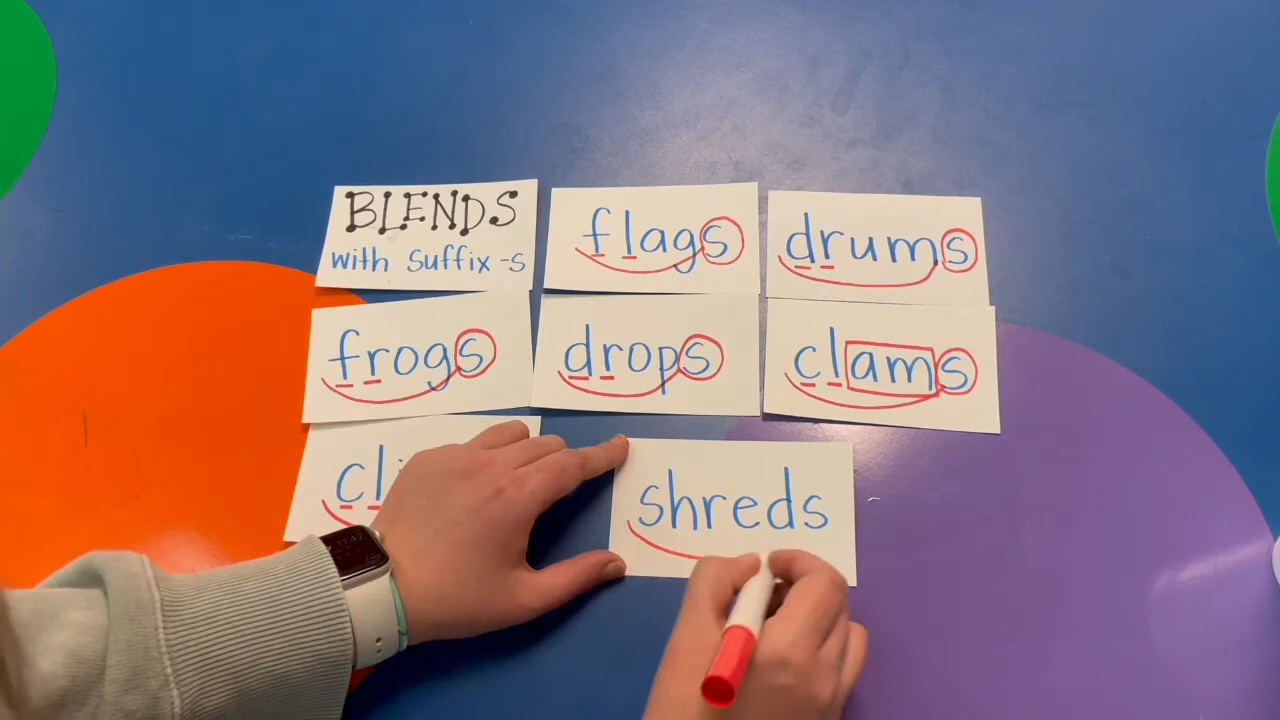 BLENDS
with suffix -s
flags
drums
frogs
drops
clams
shreds